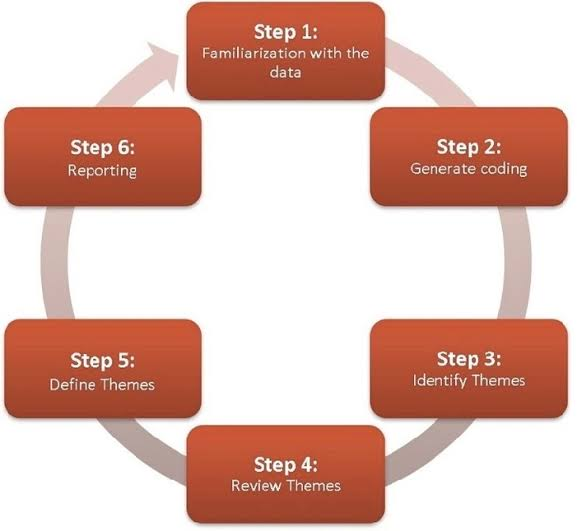 Step 1:
Familiarization with the
data
Step 2:
Generate coding
Step 3:
Identify Themes
Step 4:
Review Themes
Step 5:
Define Themes
Step 6:
Reporting